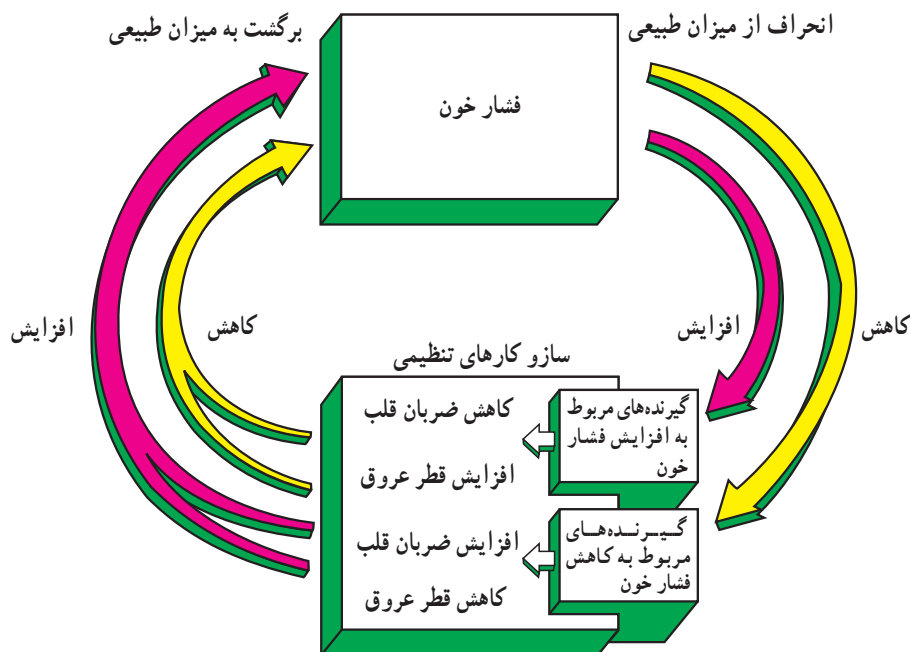 انحراف از میزان طبیعی
برگشت به میزان طبیعی
فشار خون
کاهش
افزایش
کاهش
افزایش
سازو کارهای تنظیمی
گیرنده‌های مربوط
به افزایش فشار
خون
کاهش ضربان قلب
افزایش قطر عروق
گیـرنده‌هـای
مربوط به کاهش
فشار خون
افزایش ضربان قلب
کاهش قطر عروق